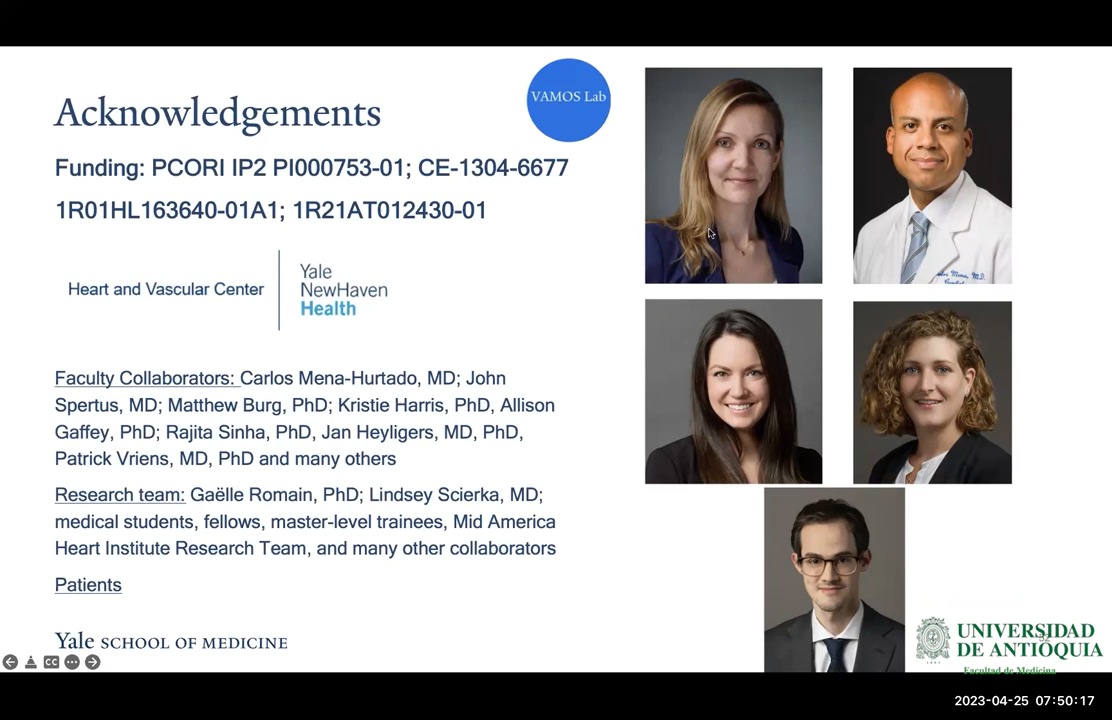 Acknowledgements
VAMOS Lab
Funding: PCORI IP2 PI000753-01; CE-1304-6677
1R01HL163640-01A1; 1R21AT012430-01
Heart and Vascular Center
Yale
NewHaven
Health
Faculty Collaborators: Carlos Mena-Hurtado, MD; John
Spertus, MD; Matthew Burg, PhD; Kristie Harris, PhD, Allison
Gaffey, PhD; Rajita Sinha, PhD, Jan Heyligers, MD, PhD,
Patrick Vriens, MD, PhD and many others
Research team: Gaëlle Romain, PhD; Lindsey Scierka, MD;
medical students, fellows, master-level trainees, Mid America
Heart Institute Research Team, and many other collaborators
Patients
Yale SCHOOL OF MEDICINE
CC
Mena, M.D.
UNIVERSIDAD
DE ANTIOQUIA
Facultad de Medicina
1803
52
2023-04-25 07:50:17